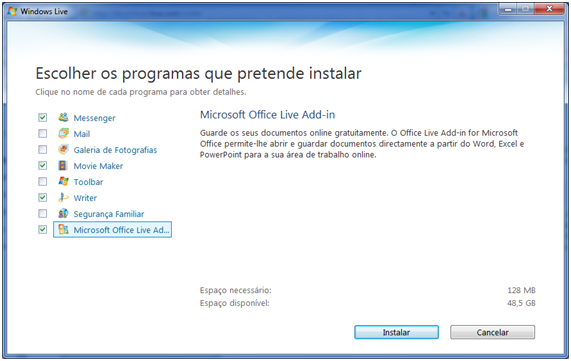 Windows Live
Escolher os programas que pretende instalar
Clique no nome de cada programa para obter detalhes.
Messenger
Mail
Galeria de Fotografias
Movie Maker
Toolbar
Writer
Segurança Familiar
Microsoft Office Live Ad...
Microsoft Office Live Add-in
Guarde os seus documentos online gratuitamente. O Office Live Add-in for Microsoft
Office permite-lhe abrir e guardar documentos directamente a partir do Word, Excel e
PowerPoint para a sua área de trabalho online.
Espaço necessário: 128 MB
Espaço disponível: 48,5 GB
Instalar
Cancelar